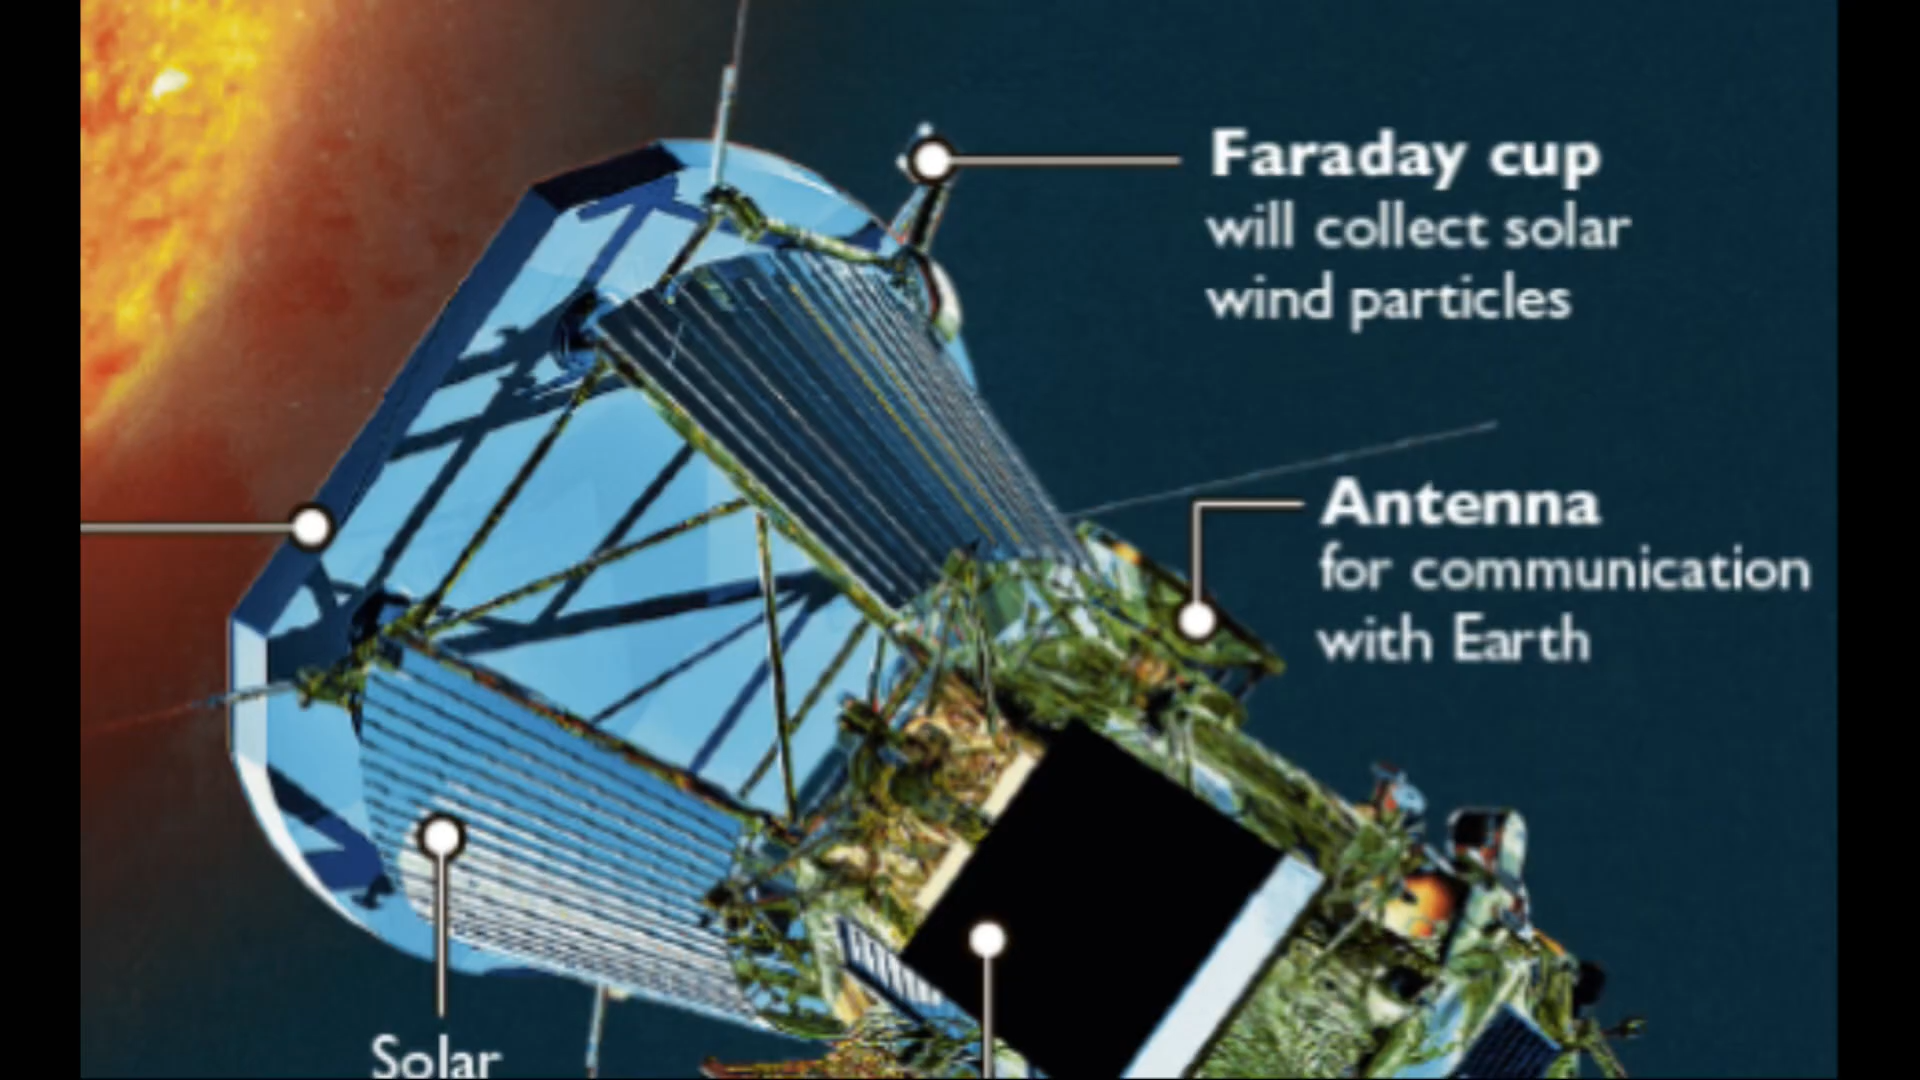 Faraday cup
will collect solar
wind particles
Antenna
for communication
with Earth
Solar